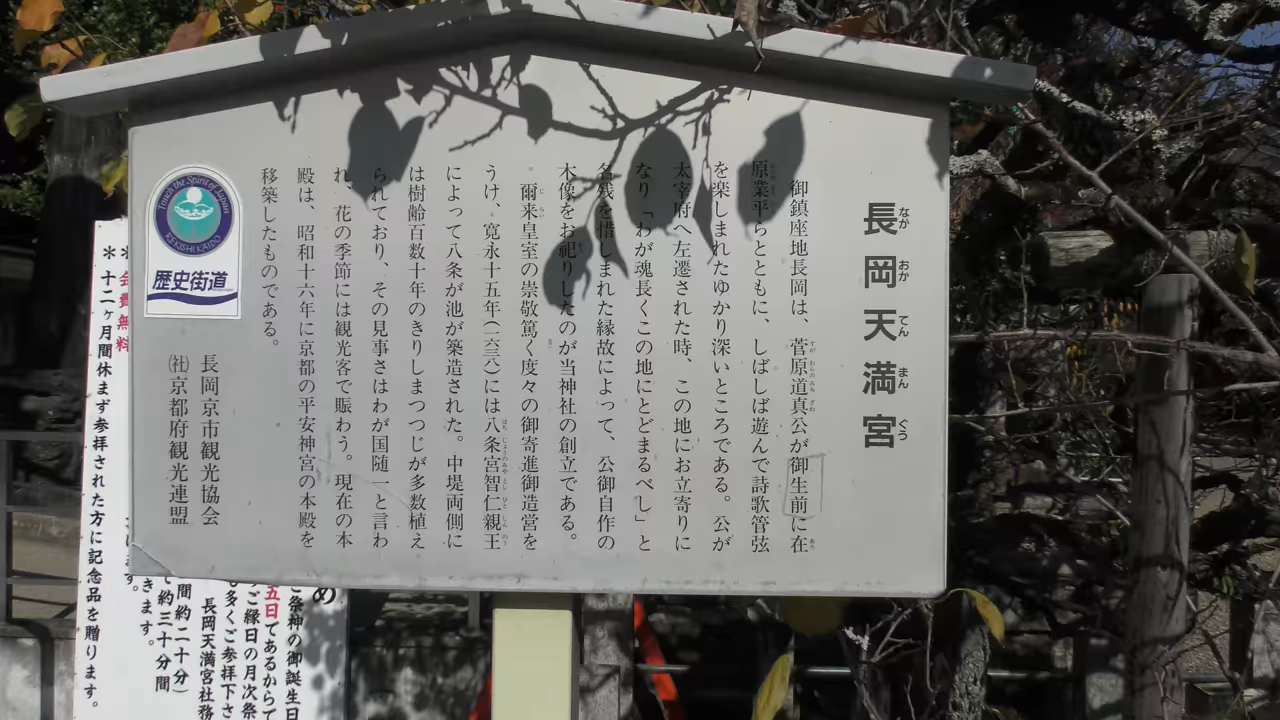 長岡天満宮
ながおかてんまんぐう
御鎮座地長岡は、菅原道真公が御生前に在
原業平らとともに、しばしば遊んで詩歌管弦
を楽しまれたゆかり深いところである。公が
太宰府へ左遷された時、この地にお立寄りに
なり「わが魂長くこの地にとどまるべし」と
名残を惜しまれた縁故によって、公御自作の
木像をお祀りしたのが当神社の創立である。
爾来皇室の崇敬篤く度々の御寄進御造営を
うけ、寛永十五年(一六三八)には八条宮智仁親王
によって八条が池が築造された。中堤両側に
は樹齢百数十年のきりしまつつじが多数植え
られており、その見事さはわが国随一と言わ
れ、花の季節には観光客で賑わう。現在の本
殿は、昭和十六年に京都の平安神宮の本殿を
移築したものである。
長岡京市観光協会
(社)京都府観光連盟
Touch the Spirit of Japan
REKISHI KAIDO
歴史街道
め
ご祭神の御誕生日
五日であるからで
ご縁日の月次祭
も多くご参拝下さ
長岡天満宮社務
間約二十分)
約三十分間
きます。
＊会費無料
＊十二ヶ月間休まず参拝された方に記念品を贈ります。